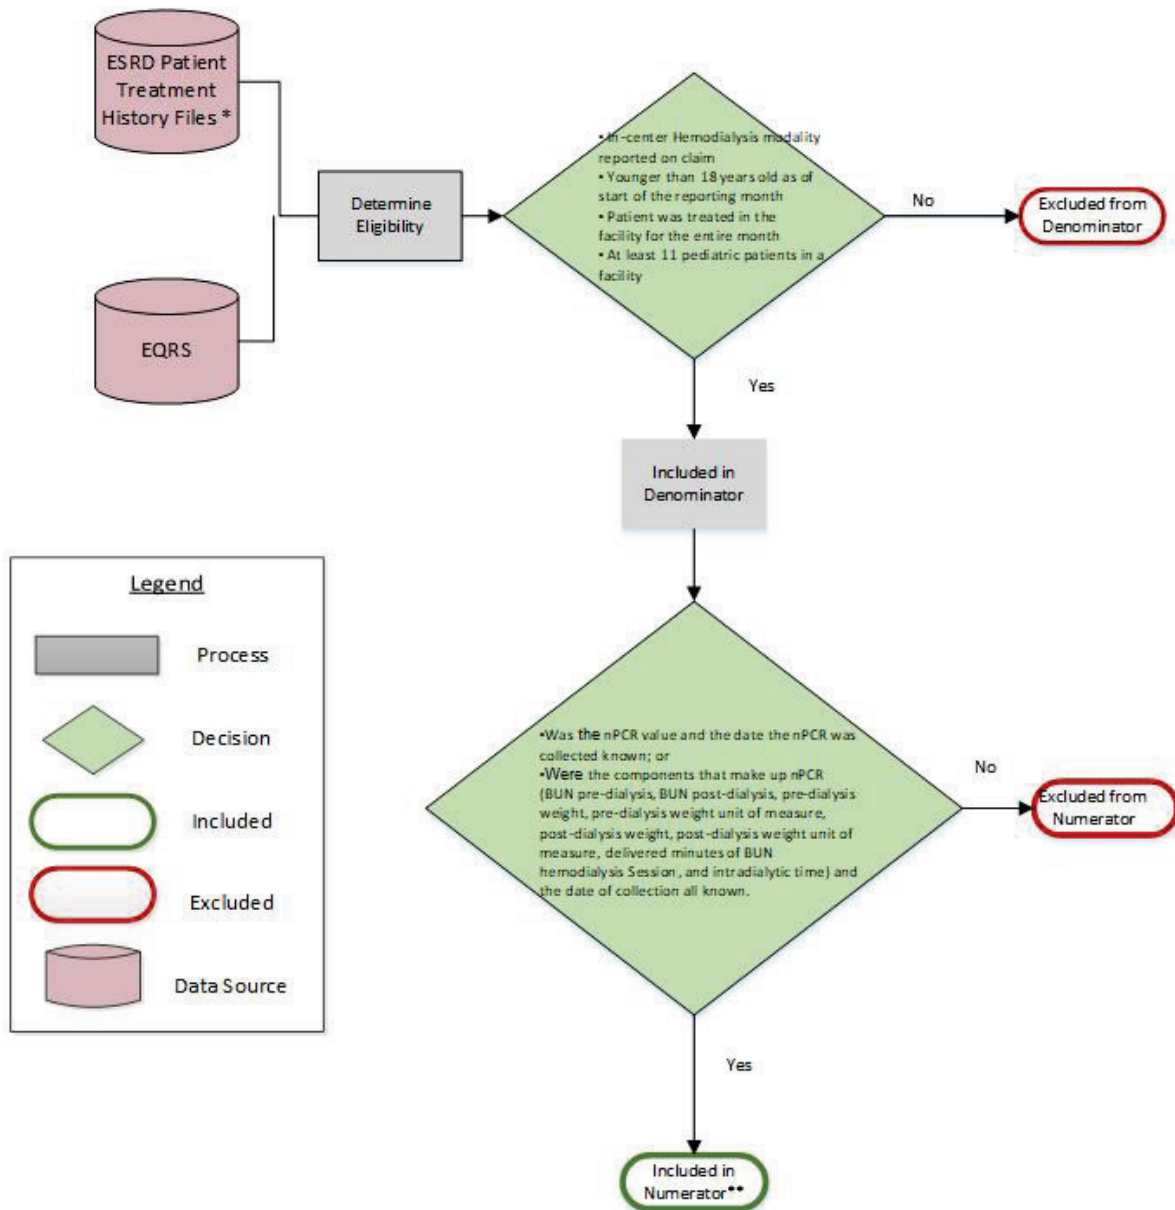 ESRD Patient
Treatment
History Files *
EQRS
Determine
Eligibility
▪ In-center Hemodialysis modality
reported on claim
▪ Younger than 18 years old as of
start of the reporting month
▪ Patient was treated in the
facility for the entire month
▪ At least 11 pediatric patients in a
facility
No
Excluded from
Denominator
Yes
Included in
Denominator
▪Was the nPCR value and the date the nPCR was
collected known; or
▪Were the components that make up nPCR
(BUN pre-dialysis, BUN post-dialysis, pre-dialysis
weight, pre-dialysis weight unit of measure,
post-dialysis weight, post-dialysis weight unit of
measure, delivered minutes of BUN
hemodialysis Session, and intradialytic time) and
the date of collection all known.
No
Excluded from
Numerator
Yes
Included in
Numerator**
Legend
Process
Decision
Included
Excluded
Data Source